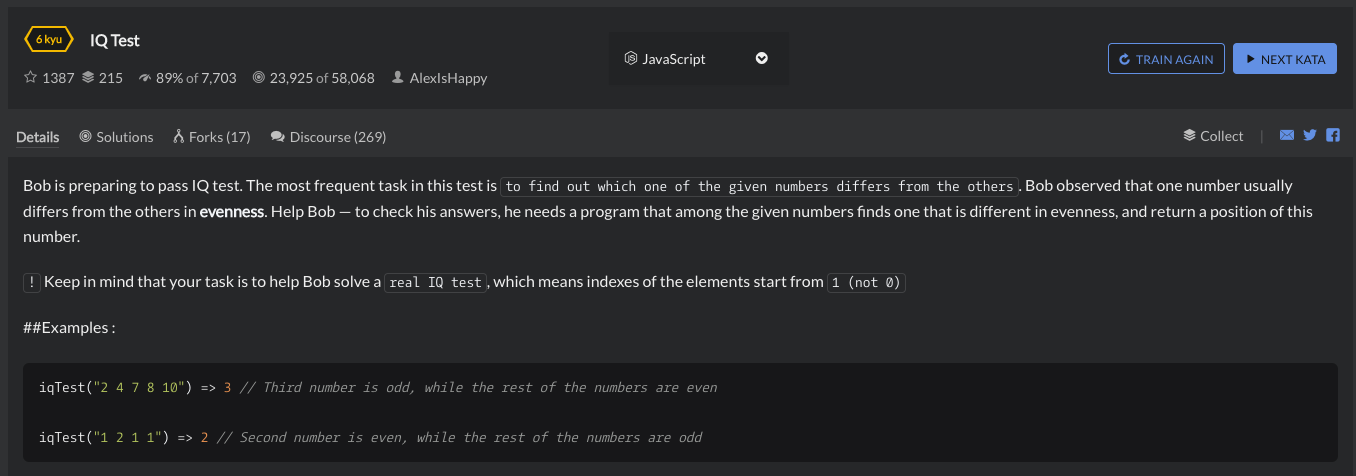 6 kyu IQ Test
JavaScript
TRAIN AGAIN NEXT KATA
1387 215 89% of 7,703 23,925 of 58,068 AlexIsHappy
Details Solutions Forks (17) Discourse (269) Collect |
Bob is preparing to pass IQ test. The most frequent task in this test is to find out which one of the given numbers differs from the others. Bob observed that one number usually
differs from the others in evenness. Help Bob — to check his answers, he needs a program that among the given numbers finds one that is different in evenness, and return a position of this
number.
! Keep in mind that your task is to help Bob solve a real IQ test, which means indexes of the elements start from 1 (not 0)
##Examples :
iqTest("2 4 7 8 10") => 3 // Third number is odd, while the rest of the numbers are even
iqTest("1 2 1 1") => 2 // Second number is even, while the rest of the numbers are odd